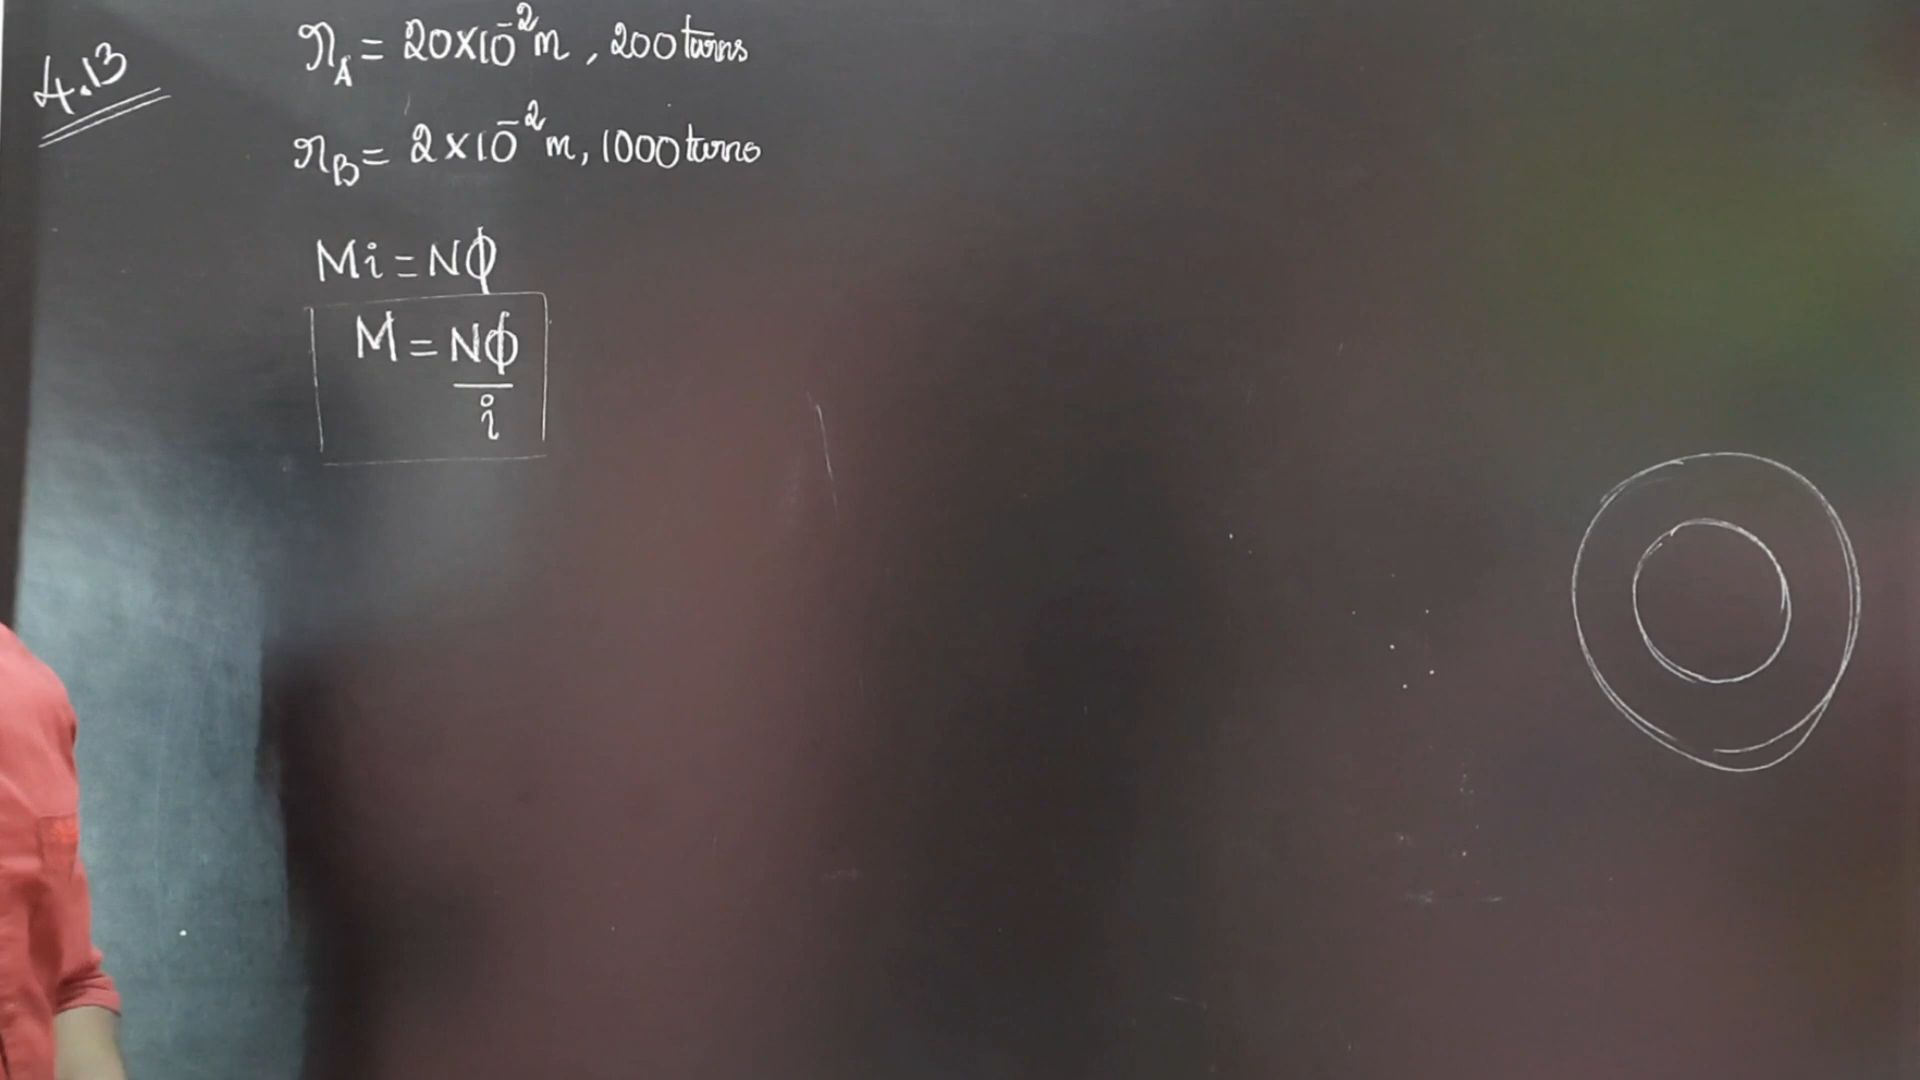 4.13
r_A = 20×10⁻² m , 200 turns
r_B = 2×10⁻² m, 1000 turns
Mi = NΦ
M = NΦ
i